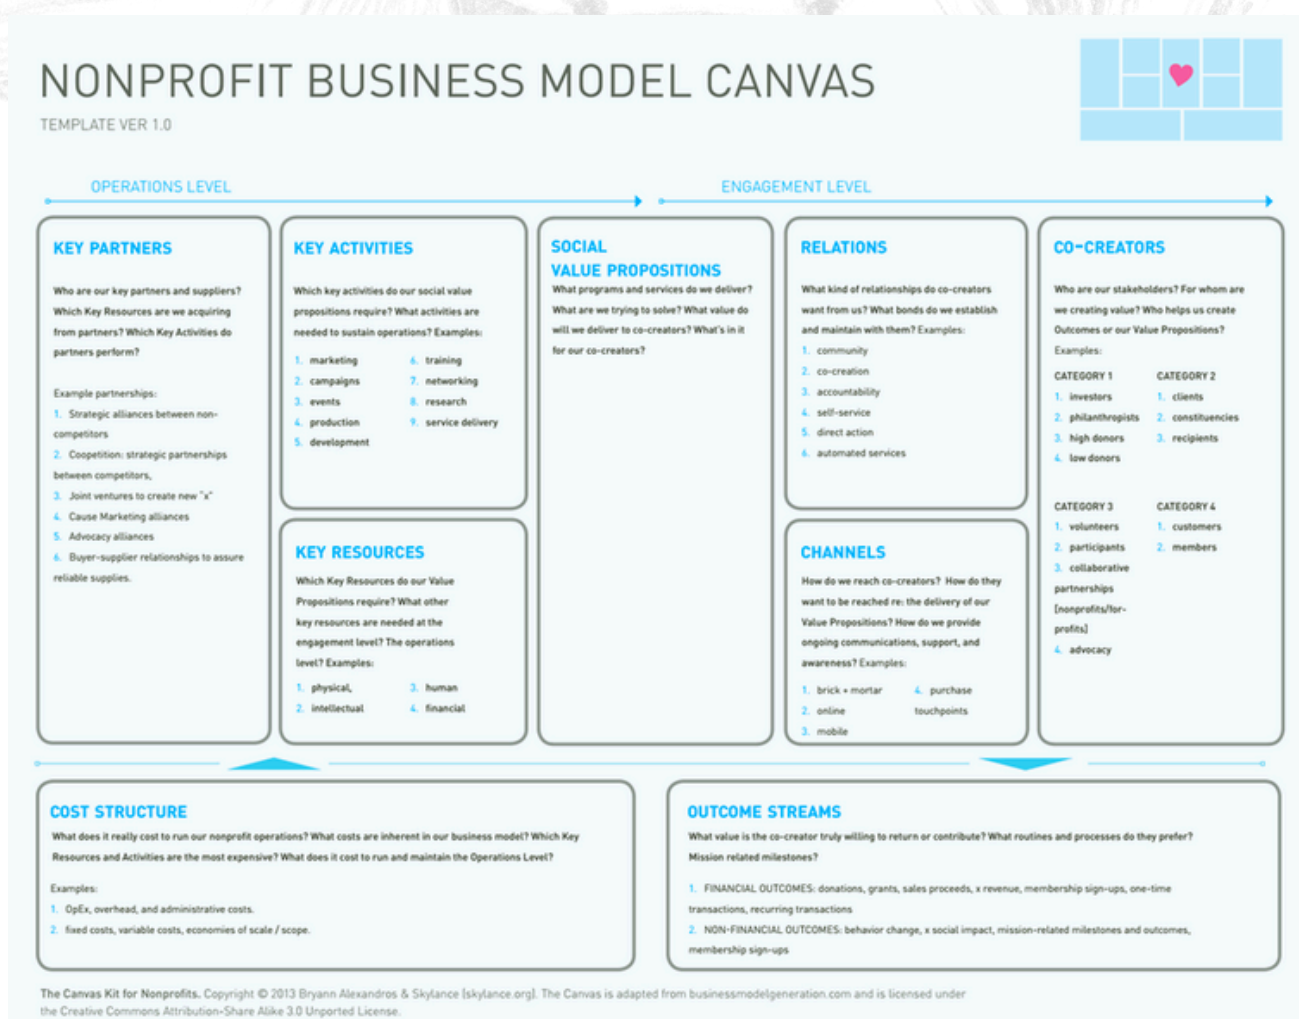 NONPROFIT BUSINESS MODEL CANVAS
TEMPLATE VER 1.0
OPERATIONS LEVEL
ENGAGEMENT LEVEL
KEY PARTNERS
Who are our key partners and suppliers?
Which Key Resources are we acquiring
from partners? Which Key Activities do
partners perform?
Example partnerships:
1. Strategic alliances between non-
competitors
2. Coopetition: strategic partnerships
between competitors,
3. Joint ventures to create new "x"
4. Cause Marketing alliances
5. Advocacy alliances
6. Buyer-supplier relationships to assure
reliable supplies.
KEY ACTIVITIES
Which key activities do our social value
propositions require? What activities are
needed to sustain operations? Examples:
1. marketing
2. campaigns
3. events
4. production
5. development
6. training
7. networking
8. research
9. service delivery
KEY RESOURCES
Which Key Resources do our Value
Propositions require? What other
key resources are needed at the
engagement level? The operations
level? Examples:
1. physical,
2. intellectual
3. human
4. financial
SOCIAL
VALUE PROPOSITIONS
What programs and services do we deliver?
What are we trying to solve? What value do
will we deliver to co-creators? What's in it
for our co-creators?
RELATIONS
What kind of relationships do co-creators
want from us? What bonds do we establish
and maintain with them? Examples:
1. community
2. co-creation
3. accountability
4. self-service
5. direct action
6. automated services
CHANNELS
How do we reach co-creators? How do they
want to be reached re: the delivery of our
Value Propositions? How do we provide
ongoing communications, support, and
awareness? Examples:
1. brick + mortar
2. online
3. mobile
4. purchase
touchpoints
CO-CREATORS
Who are our stakeholders? For whom are
we creating value? Who helps us create
Outcomes or our Value Propositions?
Examples:
CATEGORY 1
1. investors
2. philanthropists
3. high donors
4. low donors
CATEGORY 2
1. clients
2. constituencies
3. recipients
CATEGORY 3
1. volunteers
2. participants
3. collaborative
partnerships
[nonprofits/for-
profits]
4. advocacy
CATEGORY 4
1. customers
2. members
COST STRUCTURE
What does it really cost to run our nonprofit operations? What costs are inherent in our business model? Which Key
Resources and Activities are the most expensive? What does it cost to run and maintain the Operations Level?
Examples:
1. OpEx, overhead, and administrative costs.
2. fixed costs, variable costs, economies of scale / scope.
OUTCOME STREAMS
What value is the co-creator truly willing to return or contribute? What routines and processes do they prefer?
Mission related milestones?
1. FINANCIAL OUTCOMES: donations, grants, sales proceeds, x revenue, membership sign-ups, one-time
transactions, recurring transactions
2. NON-FINANCIAL OUTCOMES: behavior change, x social impact, mission-related milestones and outcomes,
membership sign-ups
The Canvas Kit for Nonprofits. Copyright © 2013 Bryann Alexandros & Skylance [skylance.org]. The Canvas is adapted from businessmodelgeneration.com and is licensed under
the Creative Commons Attribution-Share Alike 3.0 Unported License.